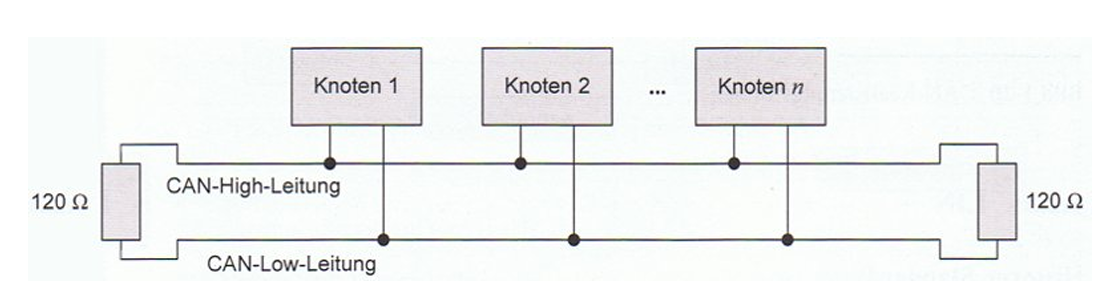 Knoten 1
Knoten 2
...
Knoten n
120 Ω
CAN-High-Leitung
120 Ω
CAN-Low-Leitung